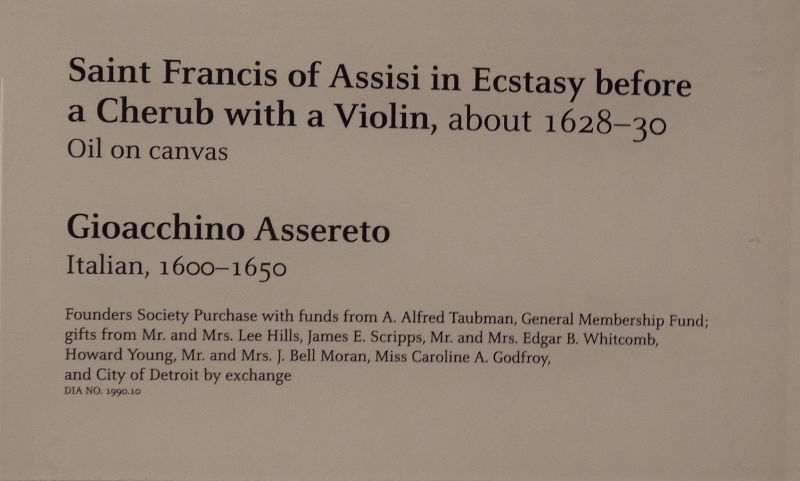 Saint Francis of Assisi in Ecstasy before
a Cherub with a Violin, about 1628–30
Oil on canvas
Gioacchino Assereto
Italian, 1600–1650
Founders Society Purchase with funds from A. Alfred Taubman, General Membership Fund;
gifts from Mr. and Mrs. Lee Hills, James E. Scripps, Mr. and Mrs. Edgar B. Whitcomb,
Howard Young, Mr. and Mrs. J. Bell Moran, Miss Caroline A. Godfroy,
and City of Detroit by exchange
DIA NO. 1990.10